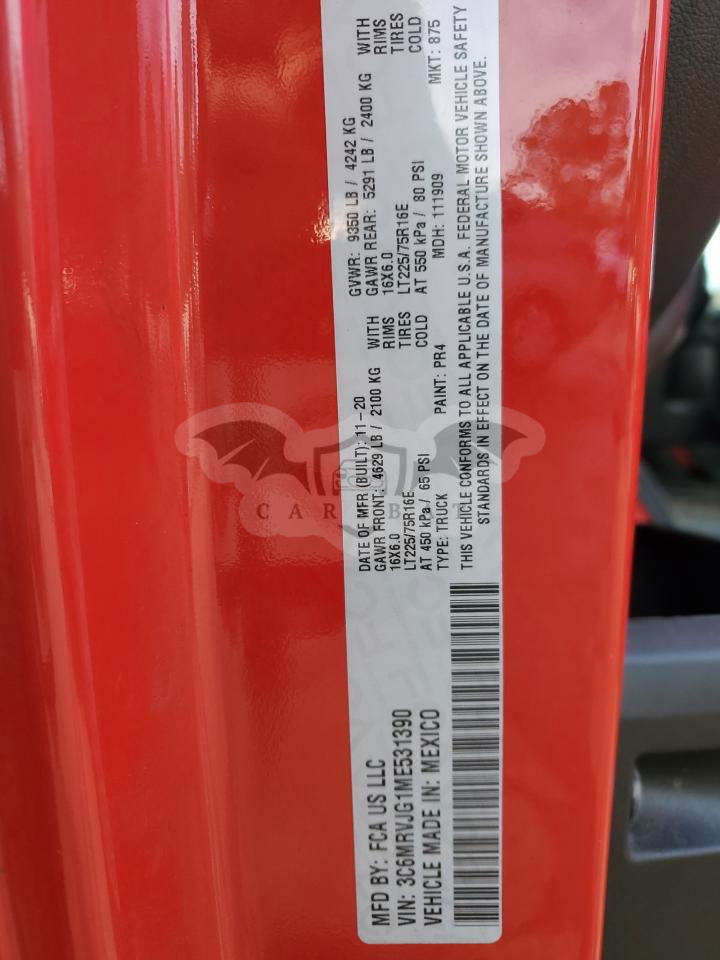 MFD BY: FCA US LLC
DATE OF MFR (BUILT): 11-20
GVWR: 9350 LB / 4242 KG
GAWR FRONT: 4629 LB / 2100 KG WITH
GAWR REAR: 5291 LB / 2400 KG WITH
16X6.0 RIMS
16X6.0 RIMS
LT225/75R16E TIRES
LT225/75R16E TIRES
AT 450 kPa / 65 PSI COLD
AT 550 kPa / 80 PSI COLD
VIN: 3C6MRVJG1ME531390
TYPE: TRUCK PAINT: PR4 MDH: 111909 MKT: 875
VEHICLE MADE IN: MEXICO
THIS VEHICLE CONFORMS TO ALL APPLICABLE U.S.A. FEDERAL MOTOR VEHICLE SAFETY
STANDARDS IN EFFECT ON THE DATE OF MANUFACTURE SHOWN ABOVE.